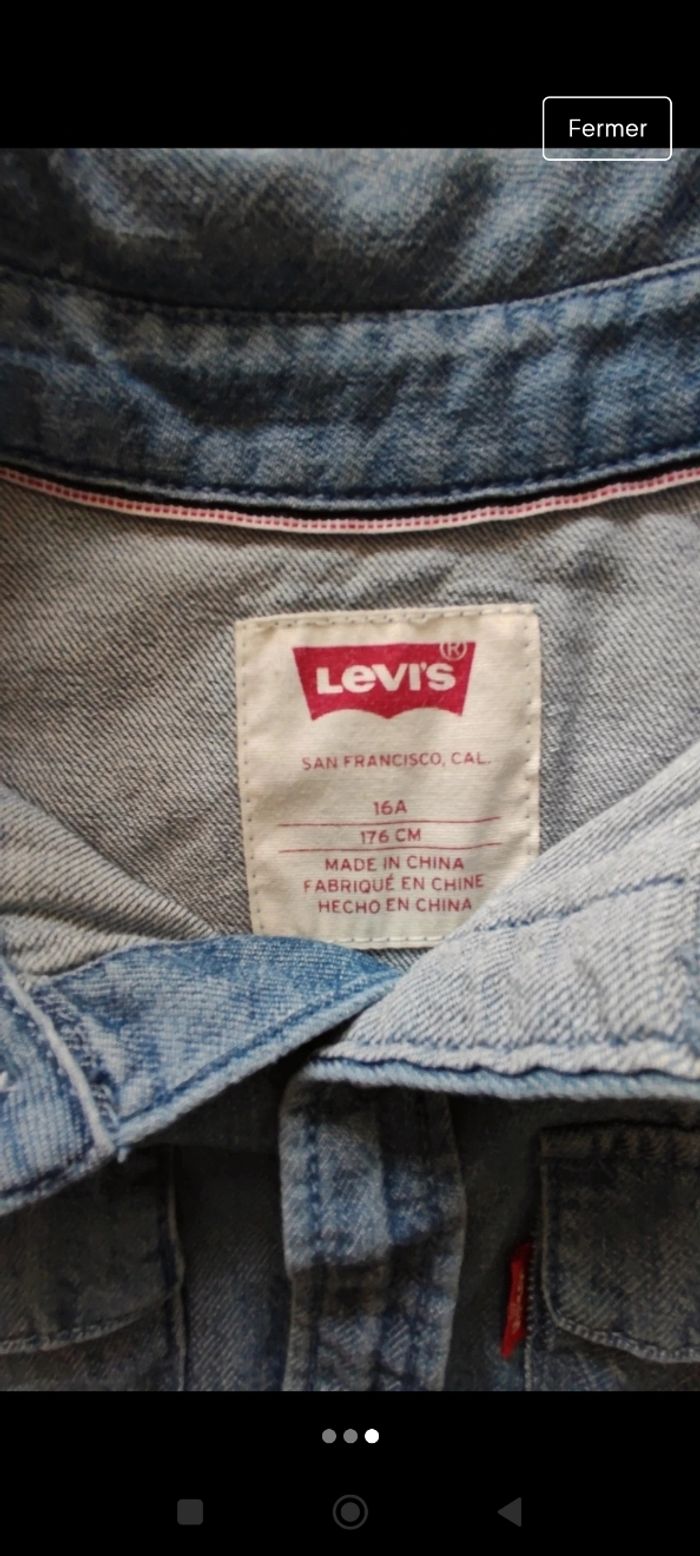 Fermer
LEVI'S®
SAN FRANCISCO, CAL.
16A
176 CM
MADE IN CHINA
FABRIQUÉ EN CHINE
HECHO EN CHINA